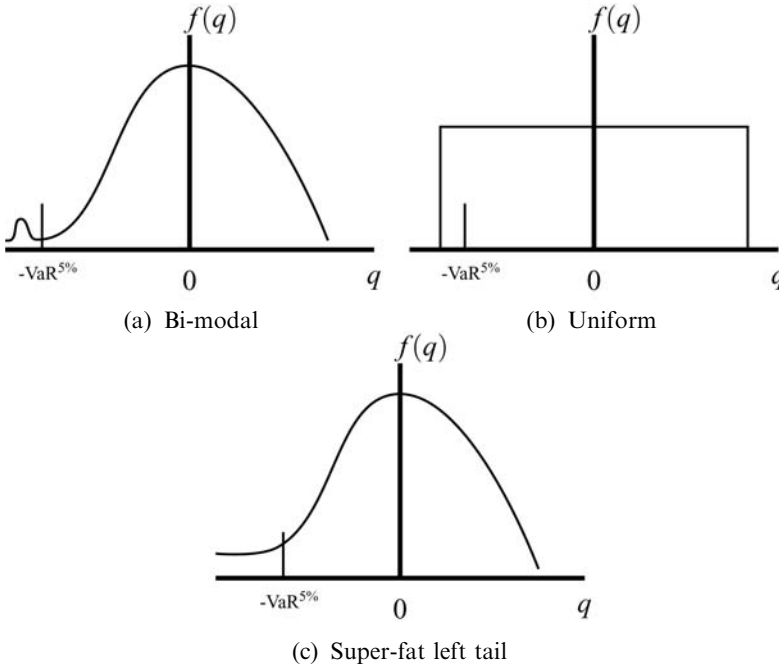 f(q)
-VaR5%
0
q
(a) Bi-modal
f(q)
-VaR5%
0
q
(b) Uniform
f(q)
-VaR5%
0
q
(c) Super-fat left tail